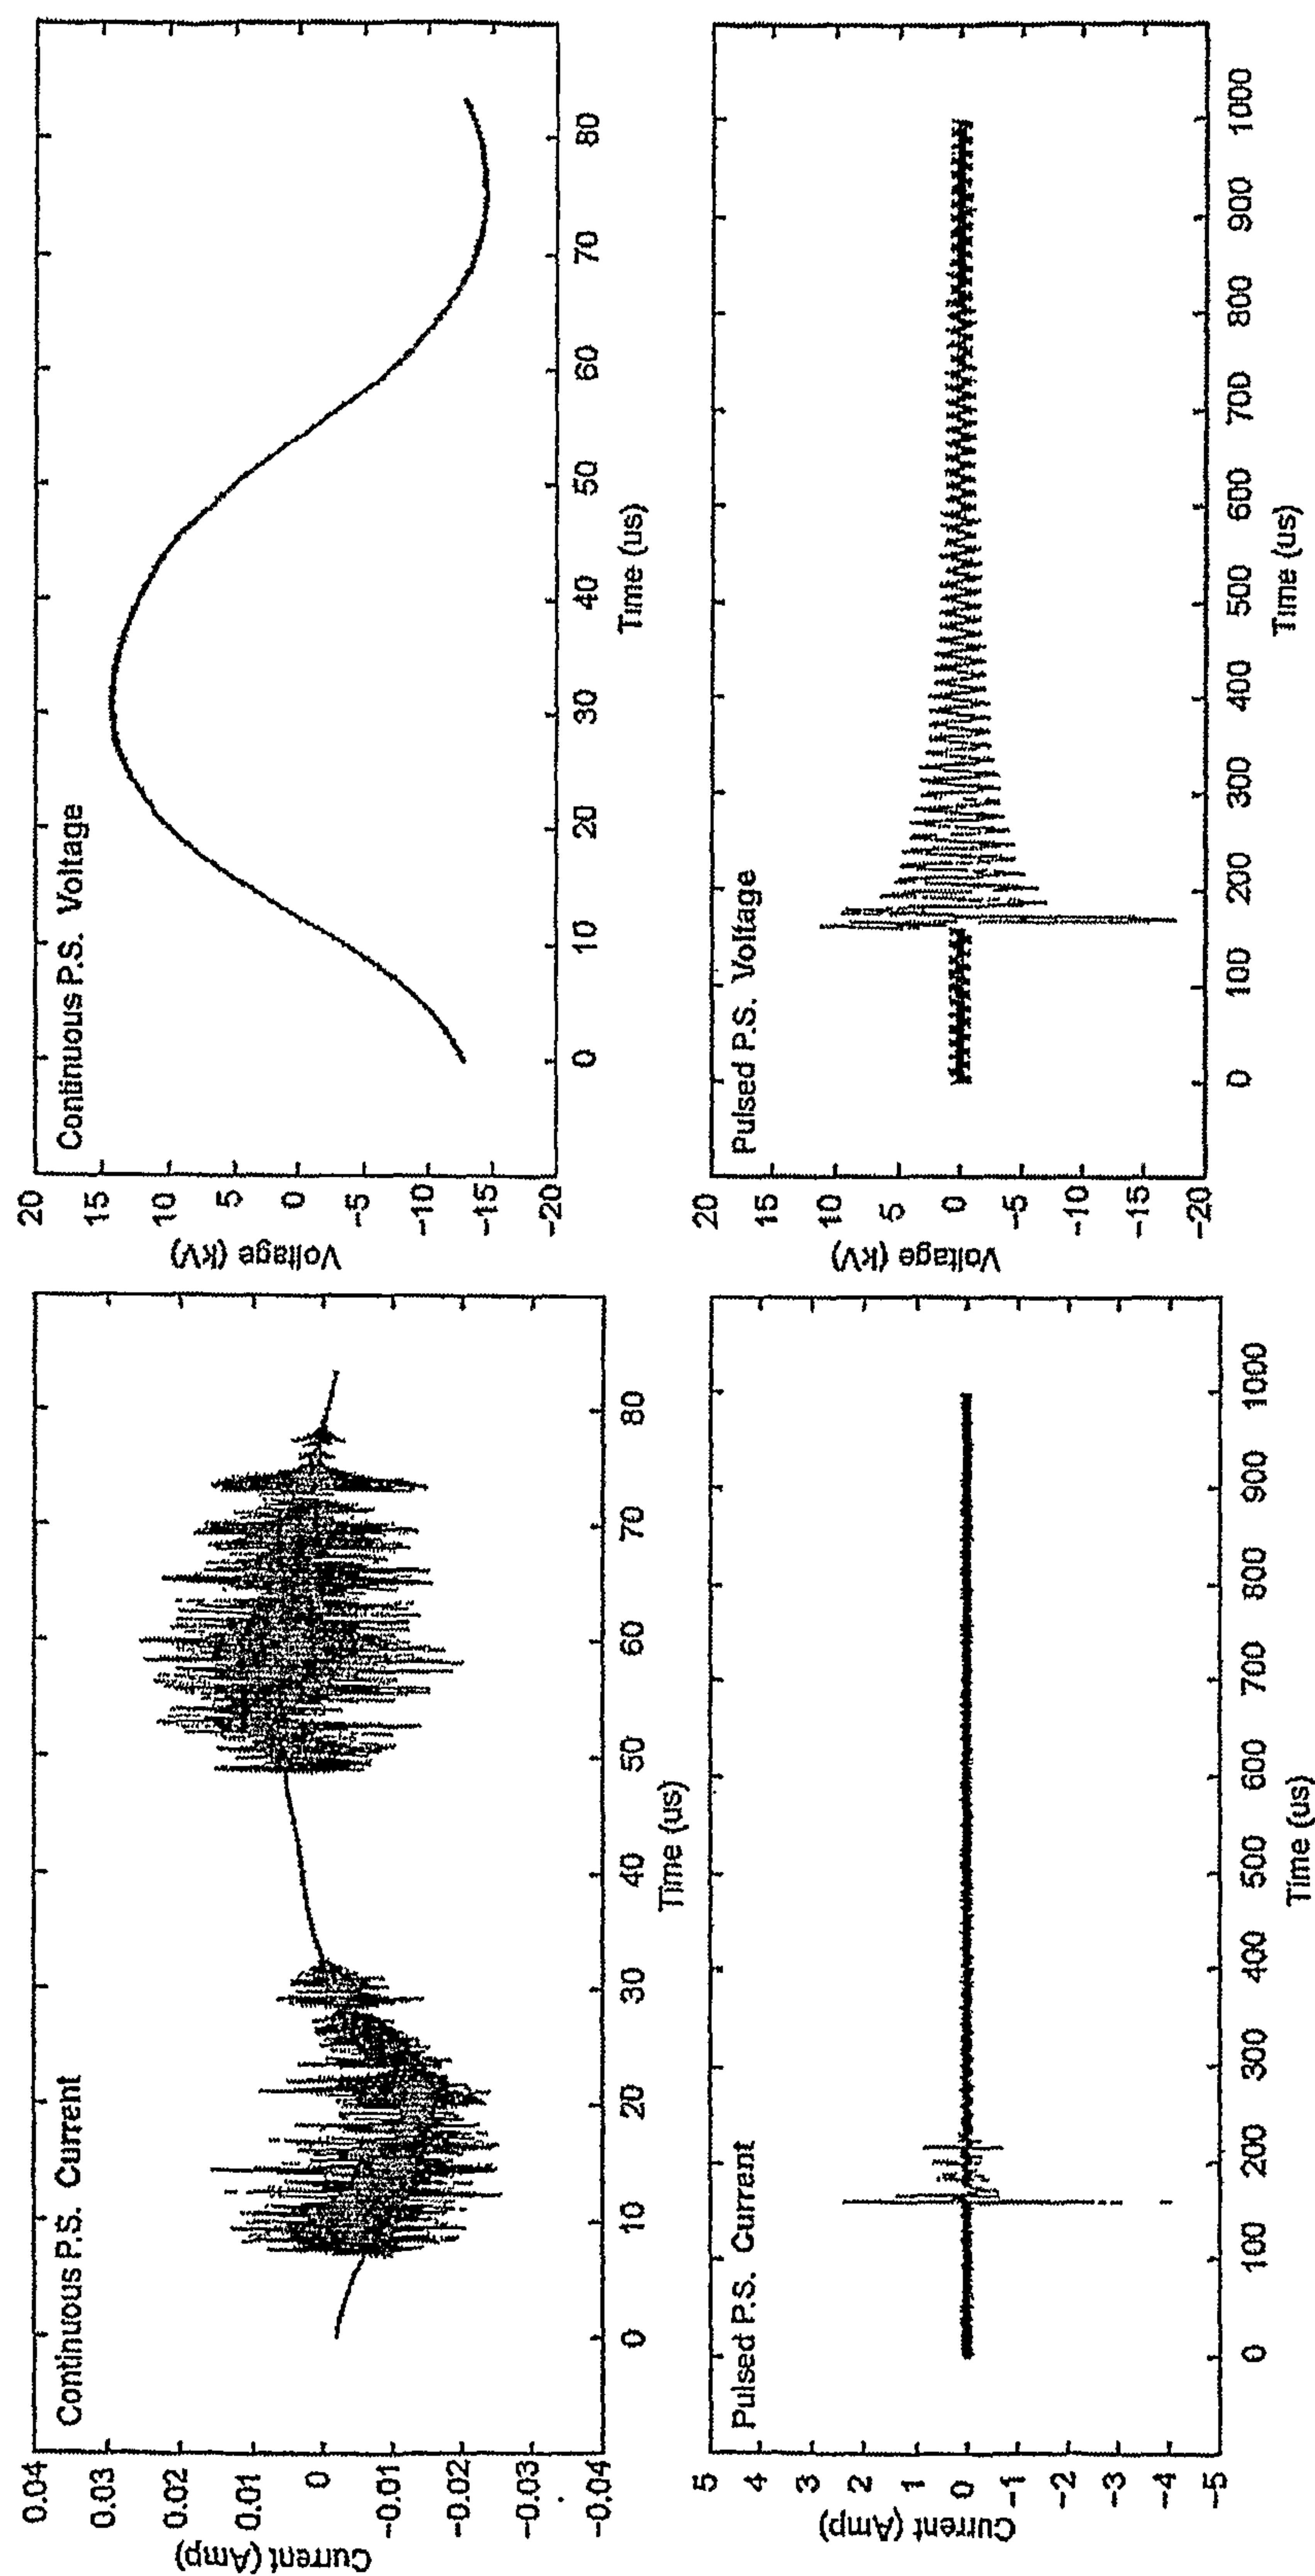 Continuous P.S. Current
Current (Amp)
0.04
0.03
0.02
0.01
0
-0.01
-0.02
-0.03
-0.04
0 10 20 30 40 50 60 70 80
Time (us)
Continuous P.S. Voltage
Voltage (kV)
20
15
10
5
0
-5
-10
-15
-20
0 10 20 30 40 50 60 70 80
Time (us)
Pulsed P.S. Current
Current (Amp)
5
4
3
2
1
0
-1
-2
-3
-4
-5
0 100 200 300 400 500 600 700 800 900 1000
Time (us)
Pulsed P.S. Voltage
Voltage (kV)
20
15
10
5
0
-5
-10
-15
-20
0 100 200 300 400 500 600 700 800 900 1000
Time (us)